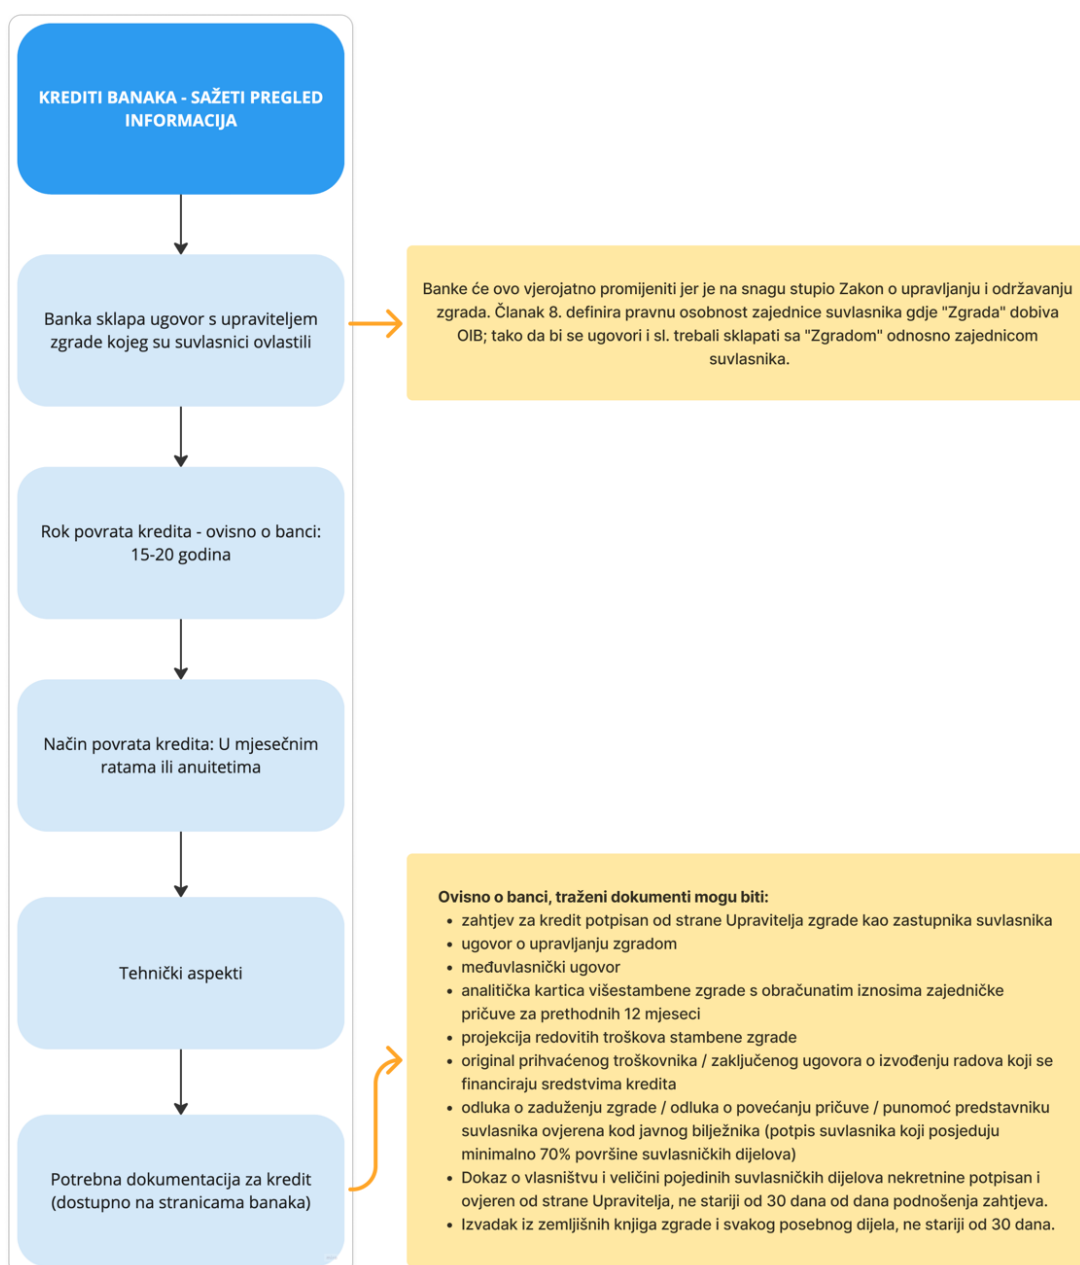 KREDITI BANAKA - SAŽETI PREGLED
INFORMACIJA
Banka sklapa ugovor s upraviteljem
zgrade kojeg su suvlasnici ovlastili
Banke će ovo vjerojatno promijeniti jer je na snagu stupio Zakon o upravljanju i održavanju
zgrada. Članak 8. definira pravnu osobnost zajednice suvlasnika gdje "Zgrada" dobiva
OIB; tako da bi se ugovori i sl. trebali sklapati sa "Zgradom" odnosno zajednicom
suvlasnika.
Rok povrata kredita - ovisno o banci:
15-20 godina
Način povrata kredita: U mjesečnim
ratama ili anuitetima
Tehnički aspekti
Potrebna dokumentacija za kredit
(dostupno na stranicama banaka)
Ovisno o banci, traženi dokumenti mogu biti:
• zahtjev za kredit potpisan od strane Upravitelja zgrade kao zastupnika suvlasnika
• ugovor o upravljanju zgradom
• međuvlasnički ugovor
• analitička kartica višestambene zgrade s obračunatim iznosima zajedničke
pričuve za prethodnih 12 mjeseci
• projekcija redovitih troškova stambene zgrade
• original prihvaćenog troškovnika / zaključenog ugovora o izvođenju radova koji se
financiraju sredstvima kredita
• odluka o zaduženju zgrade / odluka o povećanju pričuve / punomoć predstavniku
suvlasnika ovjerena kod javnog bilježnika (potpis suvlasnika koji posjeduju
minimalno 70% površine suvlasničkih dijelova)
• Dokaz o vlasništvu i veličini pojedinih suvlasničkih dijelova nekretnine potpisan i
ovjeren od strane Upravitelja, ne stariji od 30 dana od dana podnošenja zahtjeva.
• Izvadak iz zemljišnih knjiga zgrade i svakog posebnog dijela, ne stariji od 30 dana.